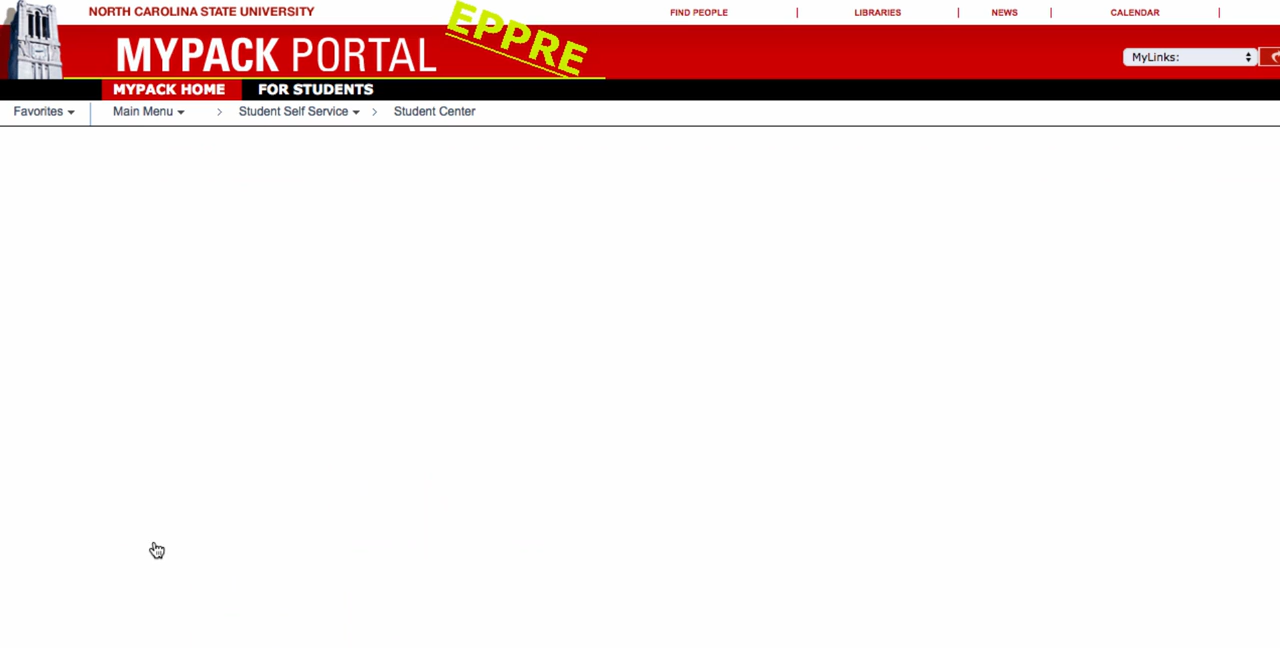 NORTH CAROLINA STATE UNIVERSITY
FIND PEOPLE | LIBRARIES | NEWS | CALENDAR |
MYPACK PORTAL
EPPRE
MyLinks:
MYPACK HOME FOR STUDENTS
Favorites Main Menu > Student Self Service > Student Center